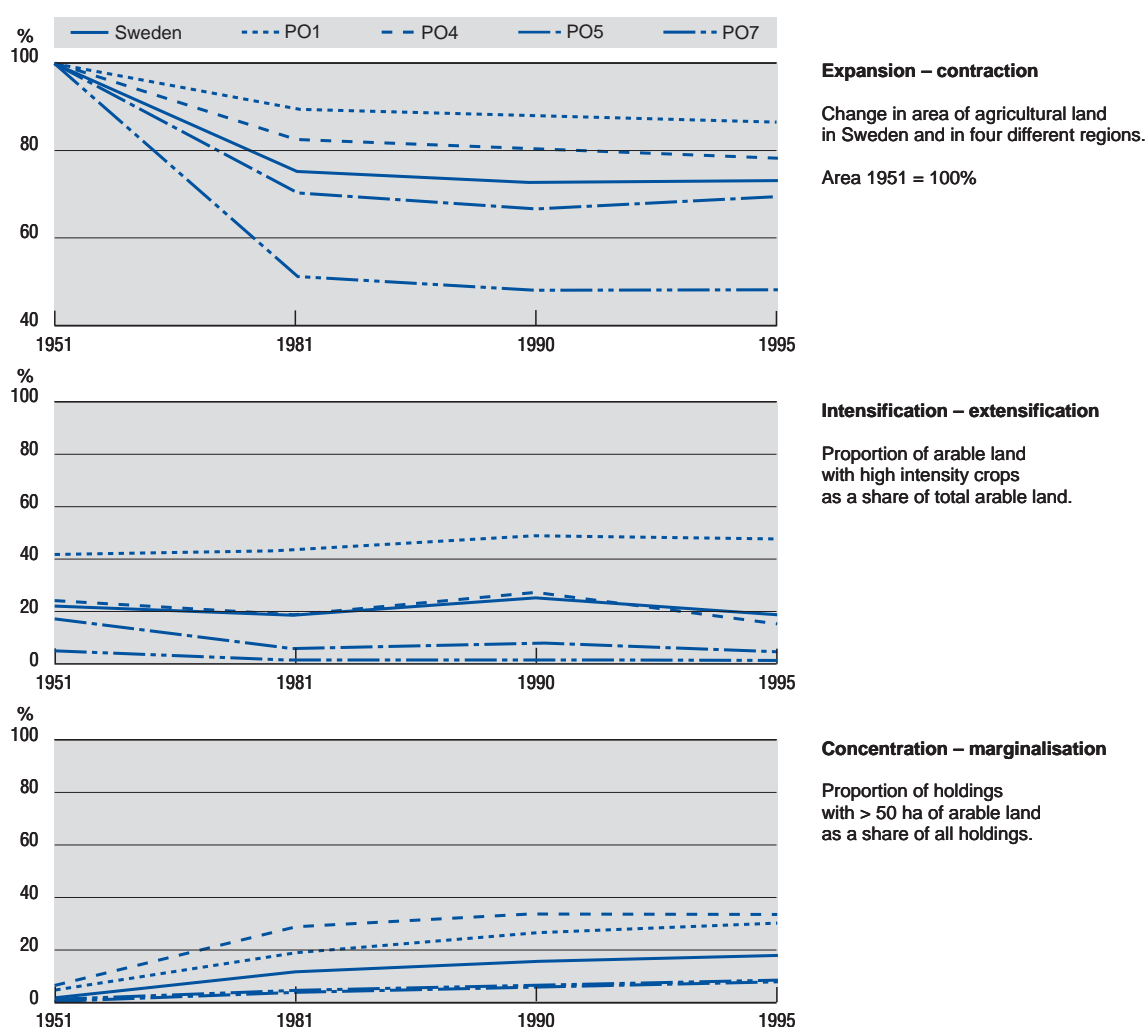 Sweden PO1 PO4 PO5 PO7
%
100
80
60
40
1951 1981 1990 1995
Expansion – contraction
Change in area of agricultural land
in Sweden and in four different regions.
Area 1951 = 100%
%
100
80
60
40
20
0
1951 1981 1990 1995
Intensification – extensification
Proportion of arable land
with high intensity crops
as a share of total arable land.
%
100
80
60
40
20
0
1951 1981 1990 1995
Concentration – marginalisation
Proportion of holdings
with > 50 ha of arable land
as a share of all holdings.